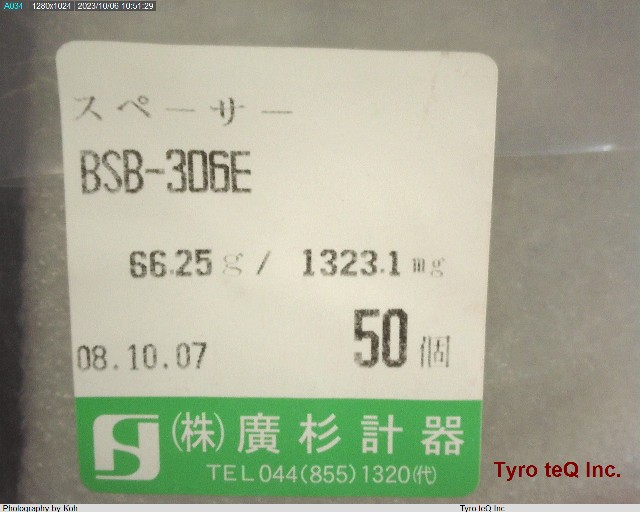 A034 1280x1024 2023/10/06 10:51:29
スペーサー
BSB-306E
66.25g / 1323.1mg
08.10.07 50個
(株)廣杉計器
TEL044(855)1320(代)
Tyro teQ Inc.
Photography by Koh Tyro teQ Inc